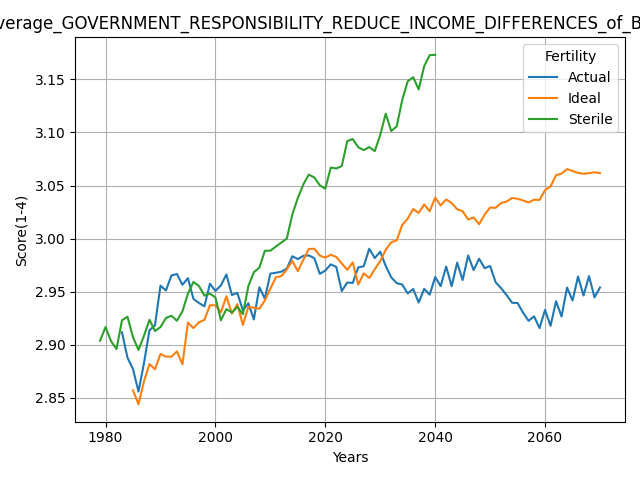 verage_GOVERNMENT_RESPONSIBILITY_REDUCE_INCOME_DIFFERENCES_of_B
Fertility
Actual
Ideal
Sterile
Score(1-4)
3.15
3.10
3.05
3.00
2.95
2.90
2.85
1980 2000 2020 2040 2060
Years